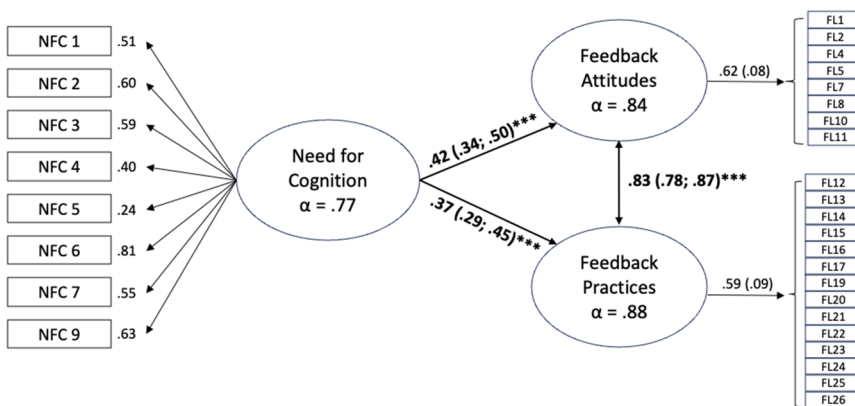 NFC 1 .51
NFC 2 .60
NFC 3 .59
NFC 4 .40
NFC 5 .24
NFC 6 .81
NFC 7 .55
NFC 9 .63
Need for
Cognition
α = .77
.42 (.34; .50)***
.37 (.29; .45)***
Feedback
Attitudes
α = .84
.83 (.78; .87)***
Feedback
Practices
α = .88
.62 (.08)
FL1
FL2
FL4
FL5
FL7
FL8
FL10
FL11
.59 (.09)
FL12
FL13
FL14
FL15
FL16
FL17
FL19
FL20
FL21
FL22
FL23
FL24
FL25
FL26